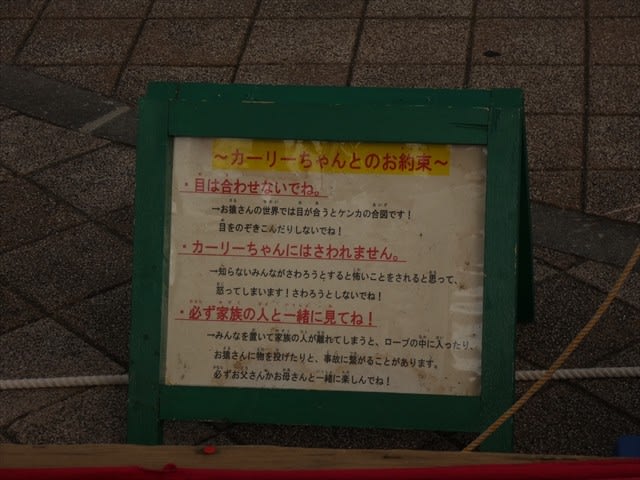 ～カーリーちゃんとのお約束～
・目は合わせないでね。
→お猿さんの世界では目が合うとケンカの合図です！
目をのぞきこんだりしないでね！
・カーリーちゃんにはさわれません。
→知らないみんながさわろうとすると怖いことをされると思って、
怒ってしまいます！さわろうとしないでね！
・必ず家族の人と一緒に見てね！
→みんなを置いて家族の人が離れてしまうと、ロープの中に入ったり、
お猿さんに物を投げたりと、事故に繋がることがあります。
必ずお父さんかお母さんと一緒に楽しんでね！